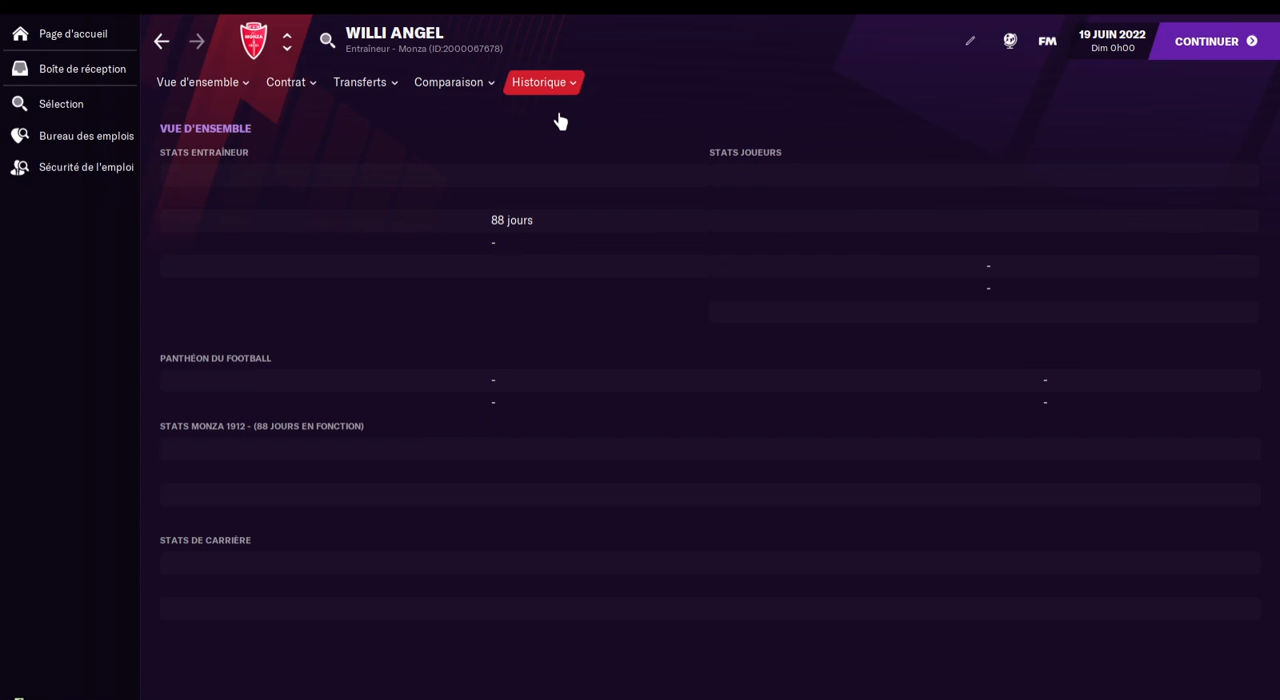 Page d'accueil
Boîte de réception
Sélection
Bureau des emplois
Sécurité de l'emploi
MONZA
WILLI ANGEL
Entraîneur - Monza (ID:2000067678)
FM
19 JUIN 2022
Dim 0h00
CONTINUER
Vue d'ensemble
Contrat
Transferts
Comparaison
Historique
VUE D'ENSEMBLE
STATS ENTRAÎNEUR
STATS JOUEURS
88 jours
-
-
-
PANTHÉON DU FOOTBALL
- -
- -
STATS MONZA 1912 - (88 JOURS EN FONCTION)
STATS DE CARRIÈRE